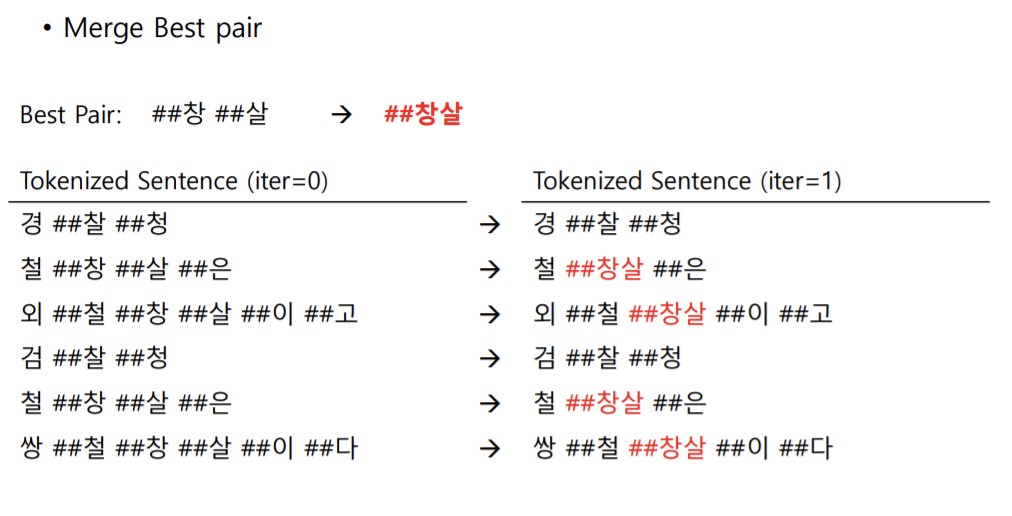 • Merge Best pair
Best Pair: ##창 ##살 → ##창살
Tokenized Sentence (iter=0) Tokenized Sentence (iter=1)
경 ##찰 ##청 → 경 ##찰 ##청
철 ##창 ##살 ##은 → 철 ##창살 ##은
외 ##철 ##창 ##살 ##이 ##고 → 외 ##철 ##창살 ##이 ##고
검 ##찰 ##청 → 검 ##찰 ##청
철 ##창 ##살 ##은 → 철 ##창살 ##은
쌍 ##철 ##창 ##살 ##이 ##다 → 쌍 ##철 ##창살 ##이 ##다